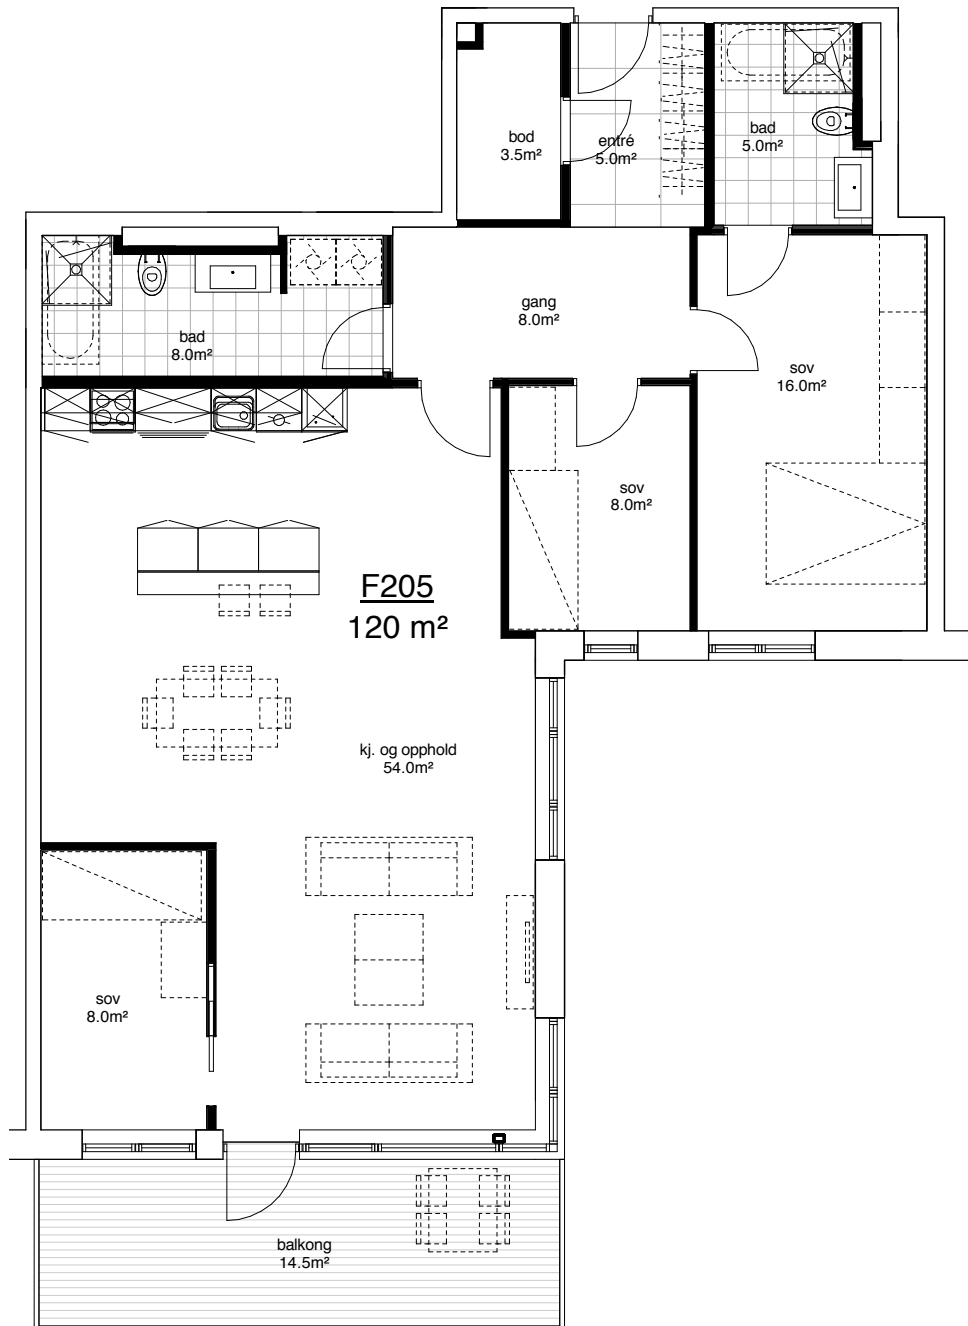 bod
3.5m²
entré
5.0m²
bad
5.0m²
gang
8.0m²
bad
8.0m²
sov
16.0m²
sov
8.0m²
F205
120 m²
kj. og opphold
54.0m²
sov
8.0m²
balkong
14.5m²